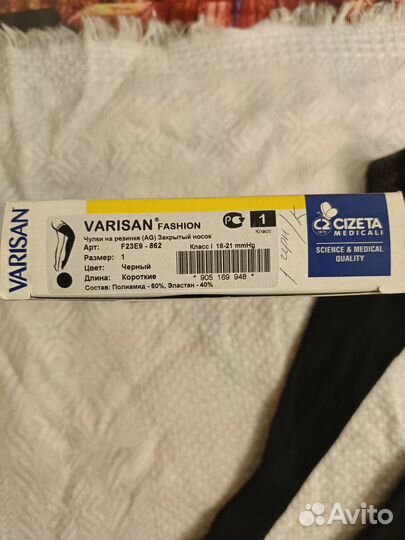 VARISAN
VARISAN® FASHION
Чулки на резинке (AG) Закрытый носок
Арт: F23E9 - 862
Класс I 18-21 mmHg
Размер: 1
Цвет: Черный
Длина: Короткие
* 905 169 948 *
Состав: Полиамид - 60%, Эластан - 40%
РСТ
1
Класс
CIZETA
MEDICALI
SCIENCE & MEDICAL
QUALITY
Avito